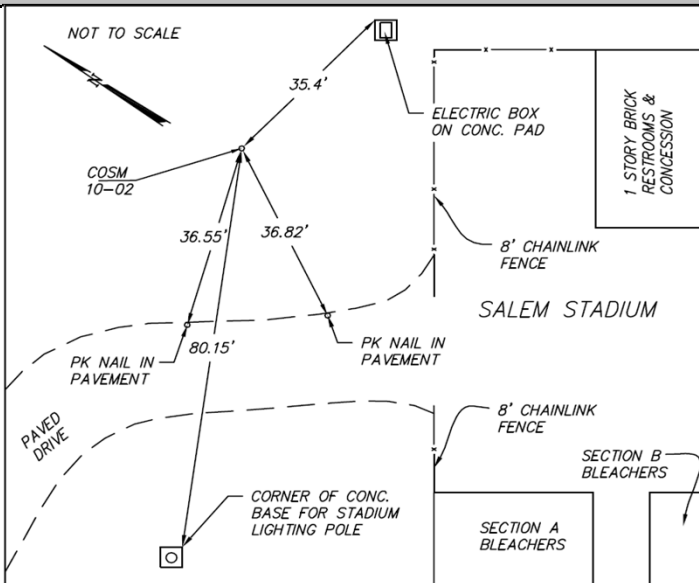 NOT TO SCALE
N
35.4'
ELECTRIC BOX
ON CONC. PAD
1 STORY BRICK
RESTROOMS &
CONCESSION
COSM
10-02
36.55'
36.82'
8' CHAINLINK
FENCE
SALEM STADIUM
PK NAIL IN
PAVEMENT
80.15'
PK NAIL IN
PAVEMENT
PAVED
DRIVE
8' CHAINLINK
FENCE
SECTION B
BLEACHERS
CORNER OF CONC.
BASE FOR STADIUM
LIGHTING POLE
SECTION A
BLEACHERS